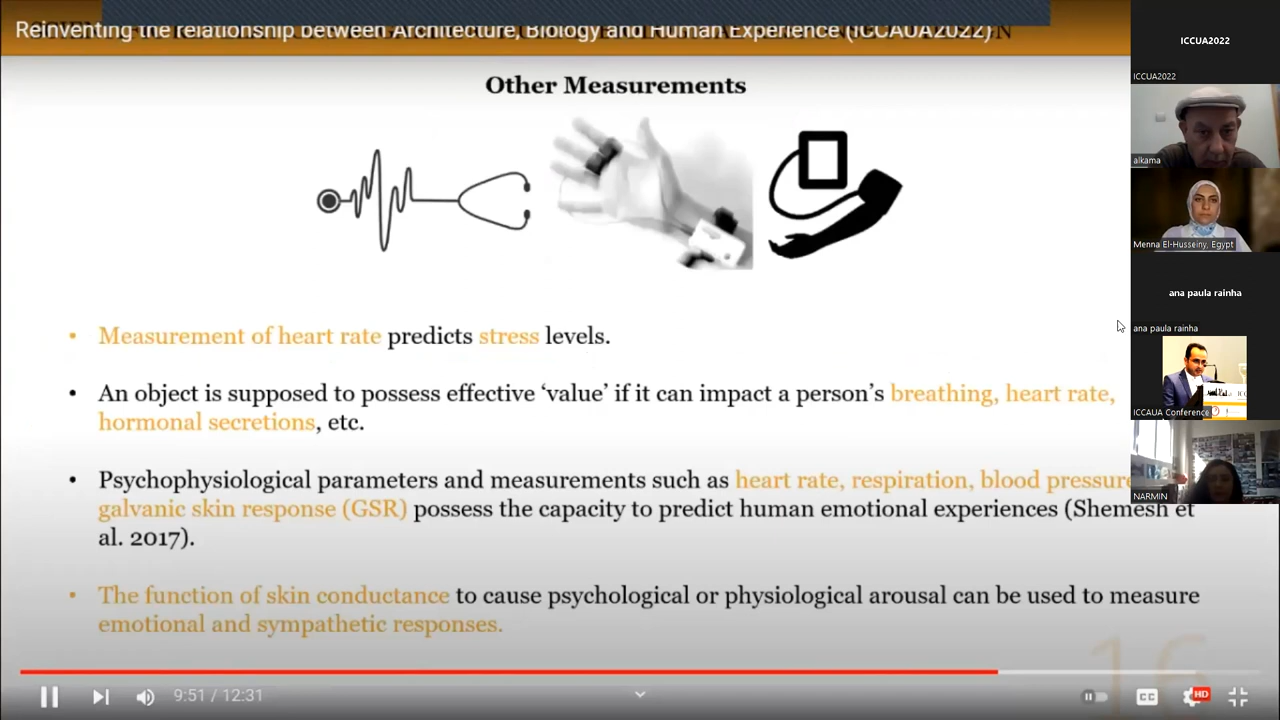 Reinventing the relationship between Architecture, Biology and Human Experience (ICCAUA2022)
ICCUA2022
ICCUA2022
Other Measurements
alkama
Menna El-Husseiny, Egypt
ana paula rainha
ana paula rainha
• Measurement of heart rate predicts stress levels.
• An object is supposed to possess effective ‘value’ if it can impact a person’s breathing, heart rate,
hormonal secretions, etc.
ICCAUA Conference
• Psychophysiological parameters and measurements such as heart rate, respiration, blood pressure
NARMIN
galvanic skin response (GSR) possess the capacity to predict human emotional experiences (Shemesh et
al. 2017).
• The function of skin conductance to cause psychological or physiological arousal can be used to measure
emotional and sympathetic responses.
16
9:51 / 12:31
CC
HD